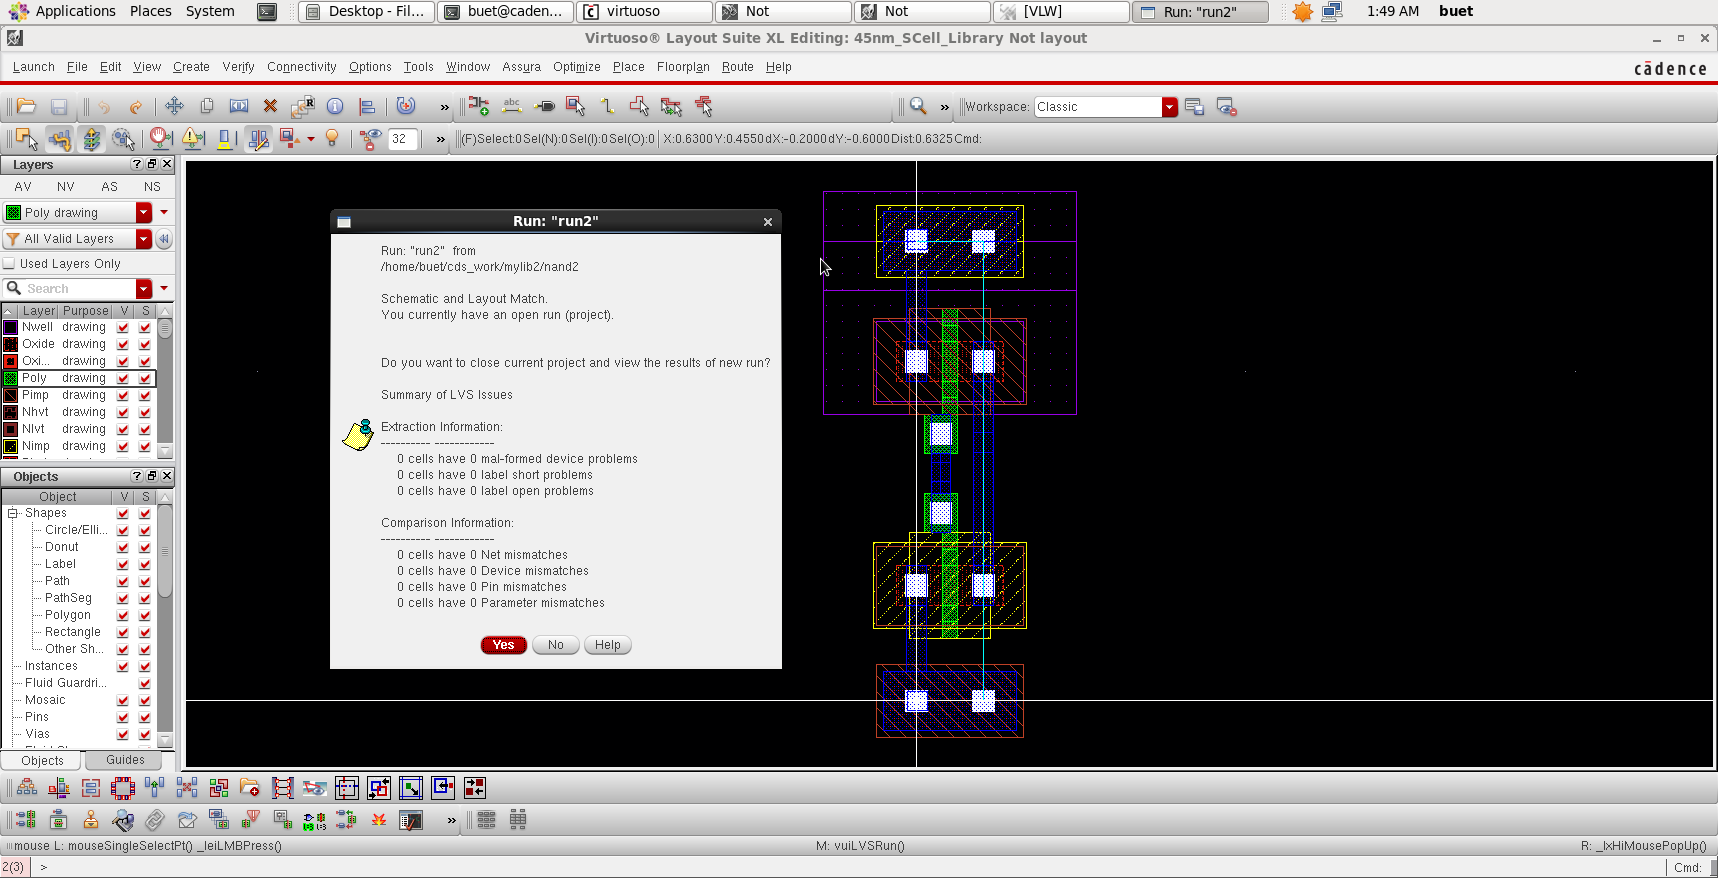 Applications Places System Desktop - Fil... buet@caden... virtuoso Not Not [VLW] Run: "run2" 1:49 AM buet
Virtuoso® Layout Suite XL Editing: 45nm_SCell_Library Not layout
Launch File Edit View Create Verify Connectivity Options Tools Window Assura Optimize Place Floorplan Route Help
cādence
» » Workspace: Classic »
32 » (F)Select:0 Sel(N):0 Sel(I):0 Sel(O):0 X:0.6300 Y:0.4550 dX:-0.2000 dY:-0.6000 Dist:0.6325 Cmd:
Layers
AV NV AS NS
Poly drawing
All Valid Layers
Used Layers Only
Search
Layer Purpose V S
Nwell drawing
Oxide drawing
Oxi... drawing
Poly drawing
Pimp drawing
Nhvt drawing
Nlvt drawing
Nimp drawing
Objects
Object V S
Shapes
Circle/Elli...
Donut
Label
Path
PathSeg
Polygon
Rectangle
Other Sh...
Instances
Fluid Guardri...
Mosaic
Pins
Vias
Objects Guides
Run: "run2"
Run: "run2" from
/home/buet/cds_work/mylib2/nand2
Schematic and Layout Match.
You currently have an open run (project).
Do you want to close current project and view the results of new run?
Summary of LVS Issues
Extraction Information:
---------- ------------
0 cells have 0 mal-formed device problems
0 cells have 0 label short problems
0 cells have 0 label open problems
Comparison Information:
---------- ------------
0 cells have 0 Net mismatches
0 cells have 0 Device mismatches
0 cells have 0 Pin mismatches
0 cells have 0 Parameter mismatches
Yes No Help
»
mouse L: mouseSingleSelectPt() _leiLMBPress() M: vuiLVSRun() R: _lxHiMousePopUp()
2(3) > Cmd: